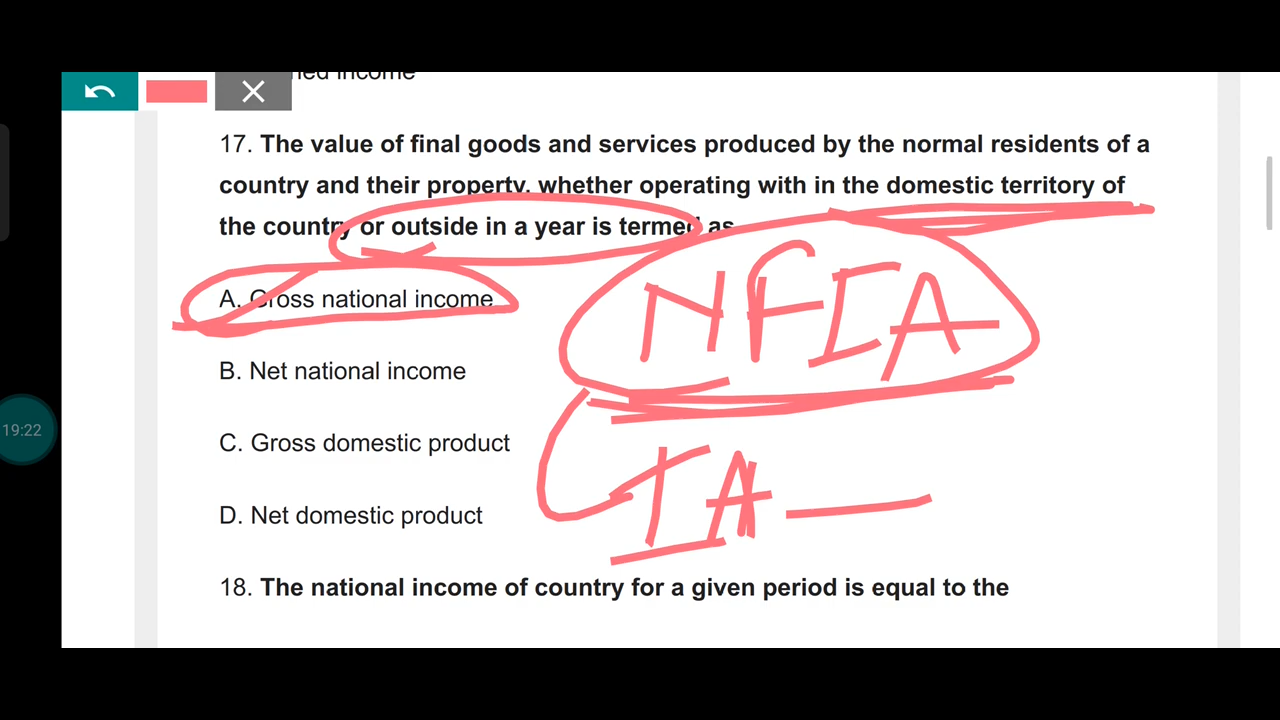 ned income
17. The value of final goods and services produced by the normal residents of a
country and their property, whether operating with in the domestic territory of
the country or outside in a year is termed as
A. Gross national income
NFIA
B. Net national income
19:22
C. Gross domestic product
IA
D. Net domestic product
18. The national income of country for a given period is equal to the